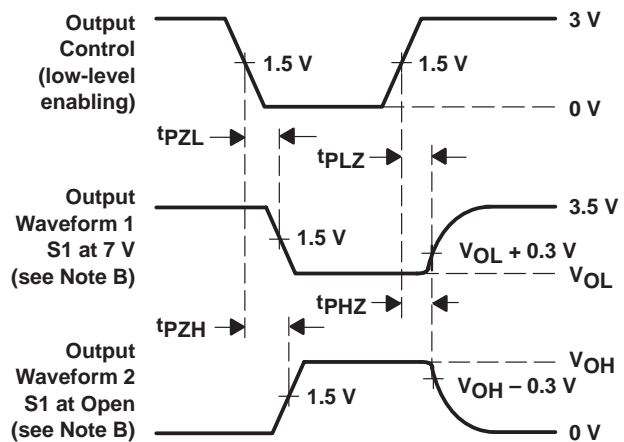 Output
Control
(low-level
enabling)
1.5 V
1.5 V
3 V
0 V
tPZL
tPLZ
Output
Waveform 1
S1 at 7 V
(see Note B)
1.5 V
3.5 V
VOL + 0.3 V
VOL
tPZH
tPHZ
Output
Waveform 2
S1 at Open
(see Note B)
1.5 V
VOH
VOH – 0.3 V
0 V